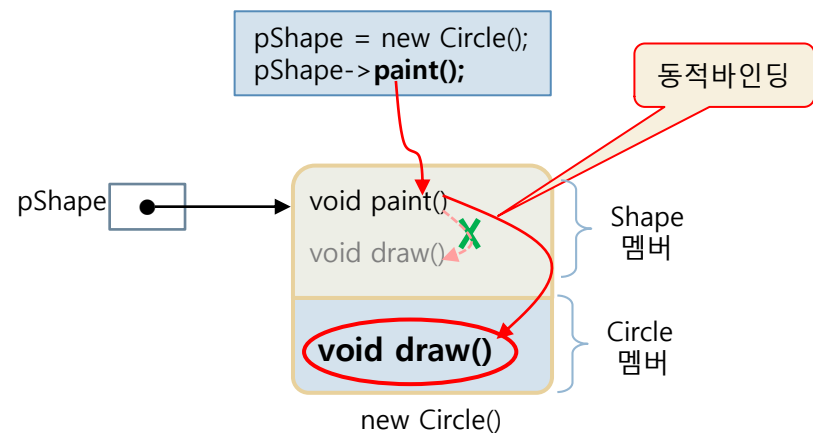 pShape = new Circle();
pShape->paint();
동적바인딩
pShape
void paint()
void draw()
Shape
멤버
void draw()
Circle
멤버
new Circle()